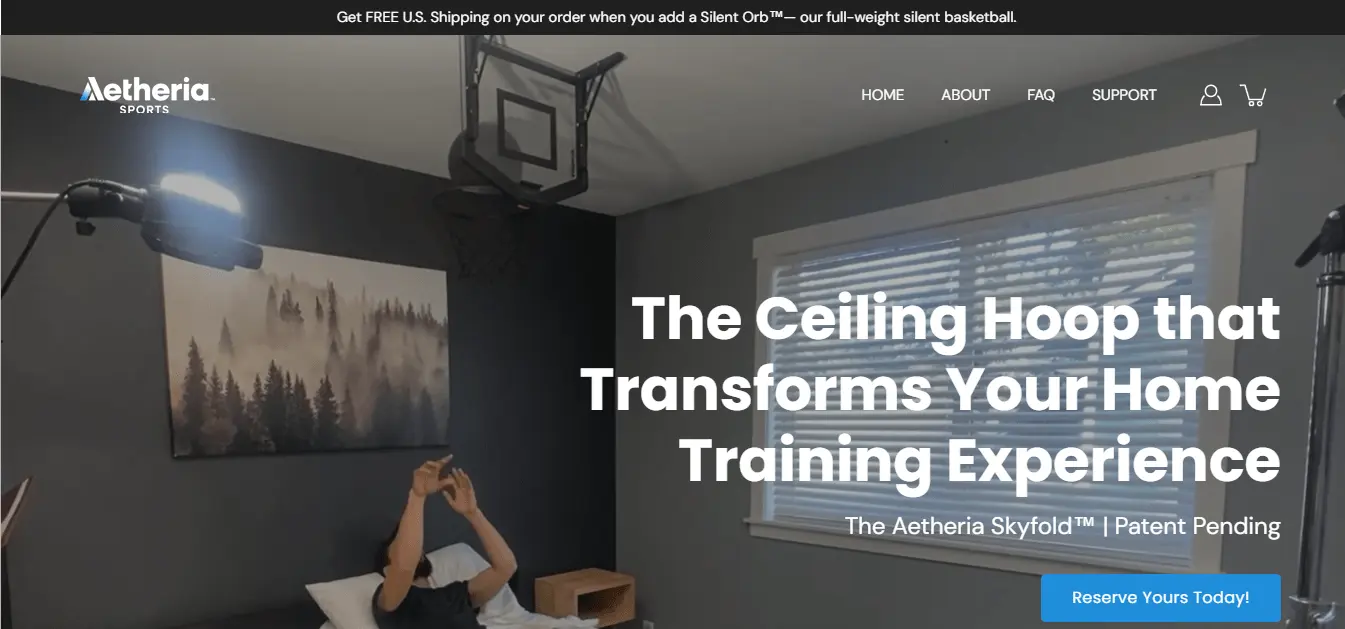 Get FREE U.S. Shipping on your order when you add a Silent Orb™— our full-weight silent basketball.
Aetheria™
SPORTS
HOME
ABOUT
FAQ
SUPPORT
The Ceiling Hoop that
Transforms Your Home
Training Experience
The Aetheria Skyfold™ | Patent Pending
Reserve Yours Today!